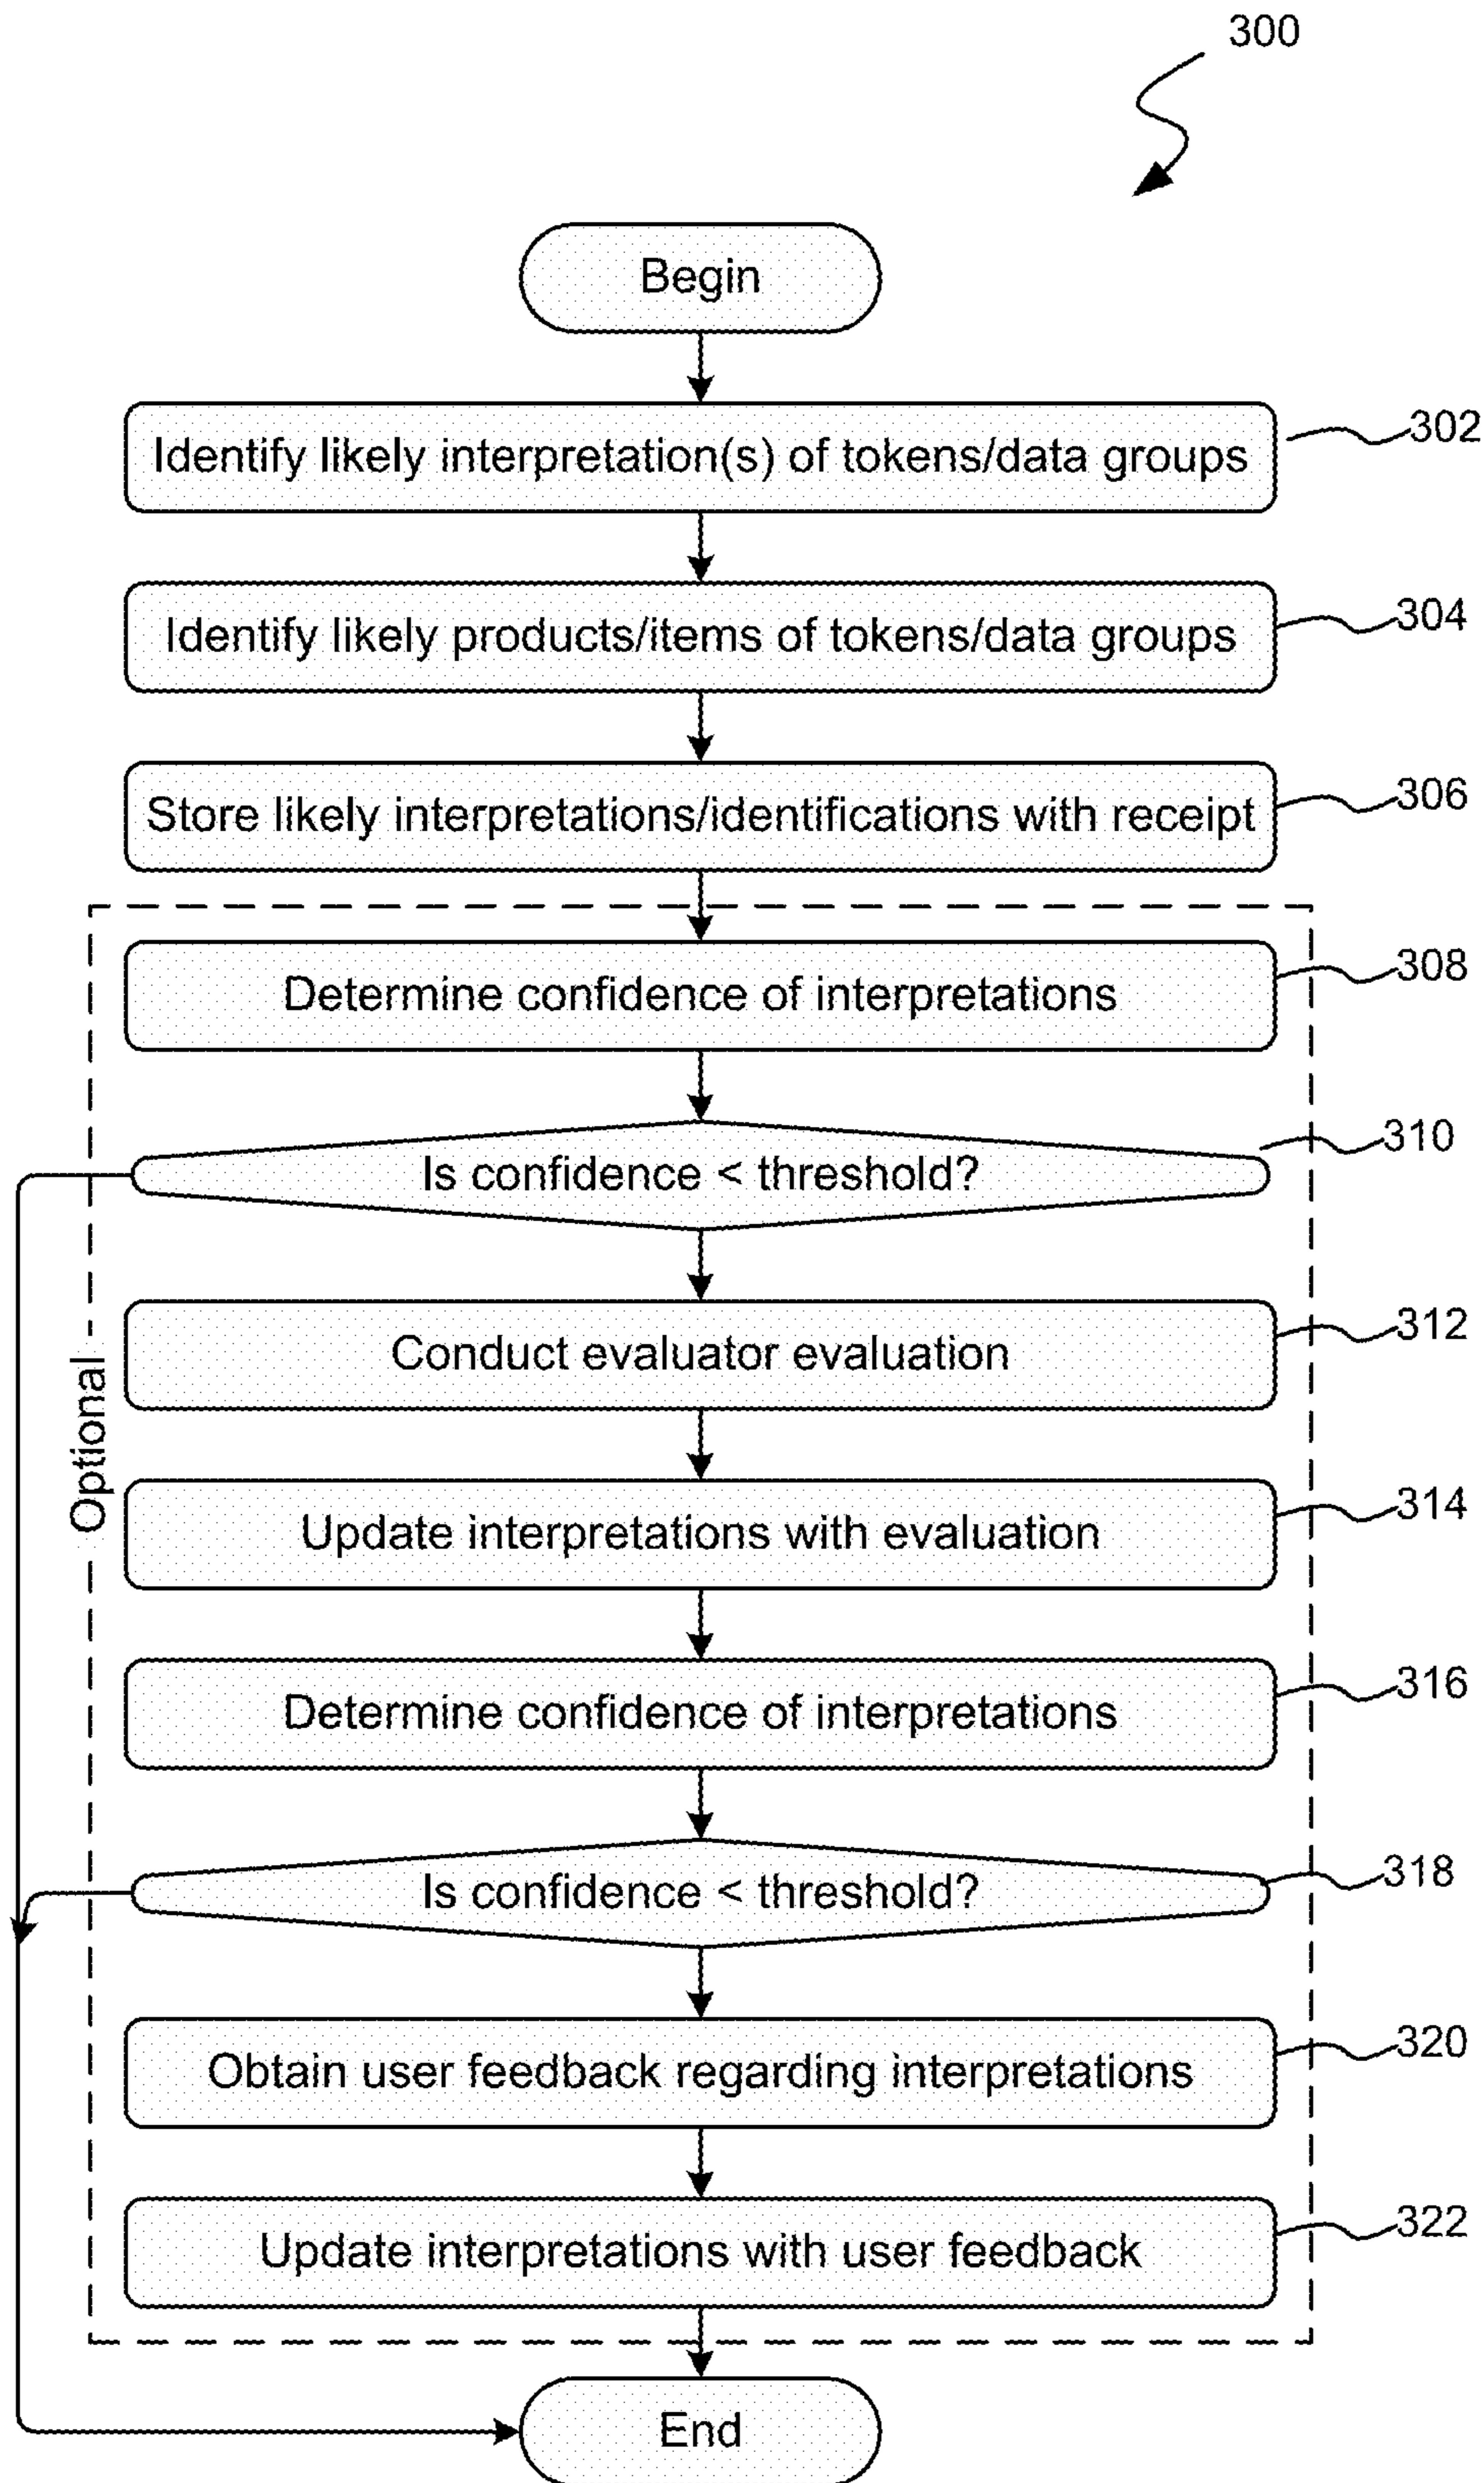 300
Begin
Identify likely interpretation(s) of tokens/data groups
302
Identify likely products/items of tokens/data groups
304
Store likely interpretations/identifications with receipt
306
Determine confidence of interpretations
308
Is confidence < threshold?
310
Conduct evaluator evaluation
312
Optional
Update interpretations with evaluation
314
Determine confidence of interpretations
316
Is confidence < threshold?
318
Obtain user feedback regarding interpretations
320
Update interpretations with user feedback
322
End